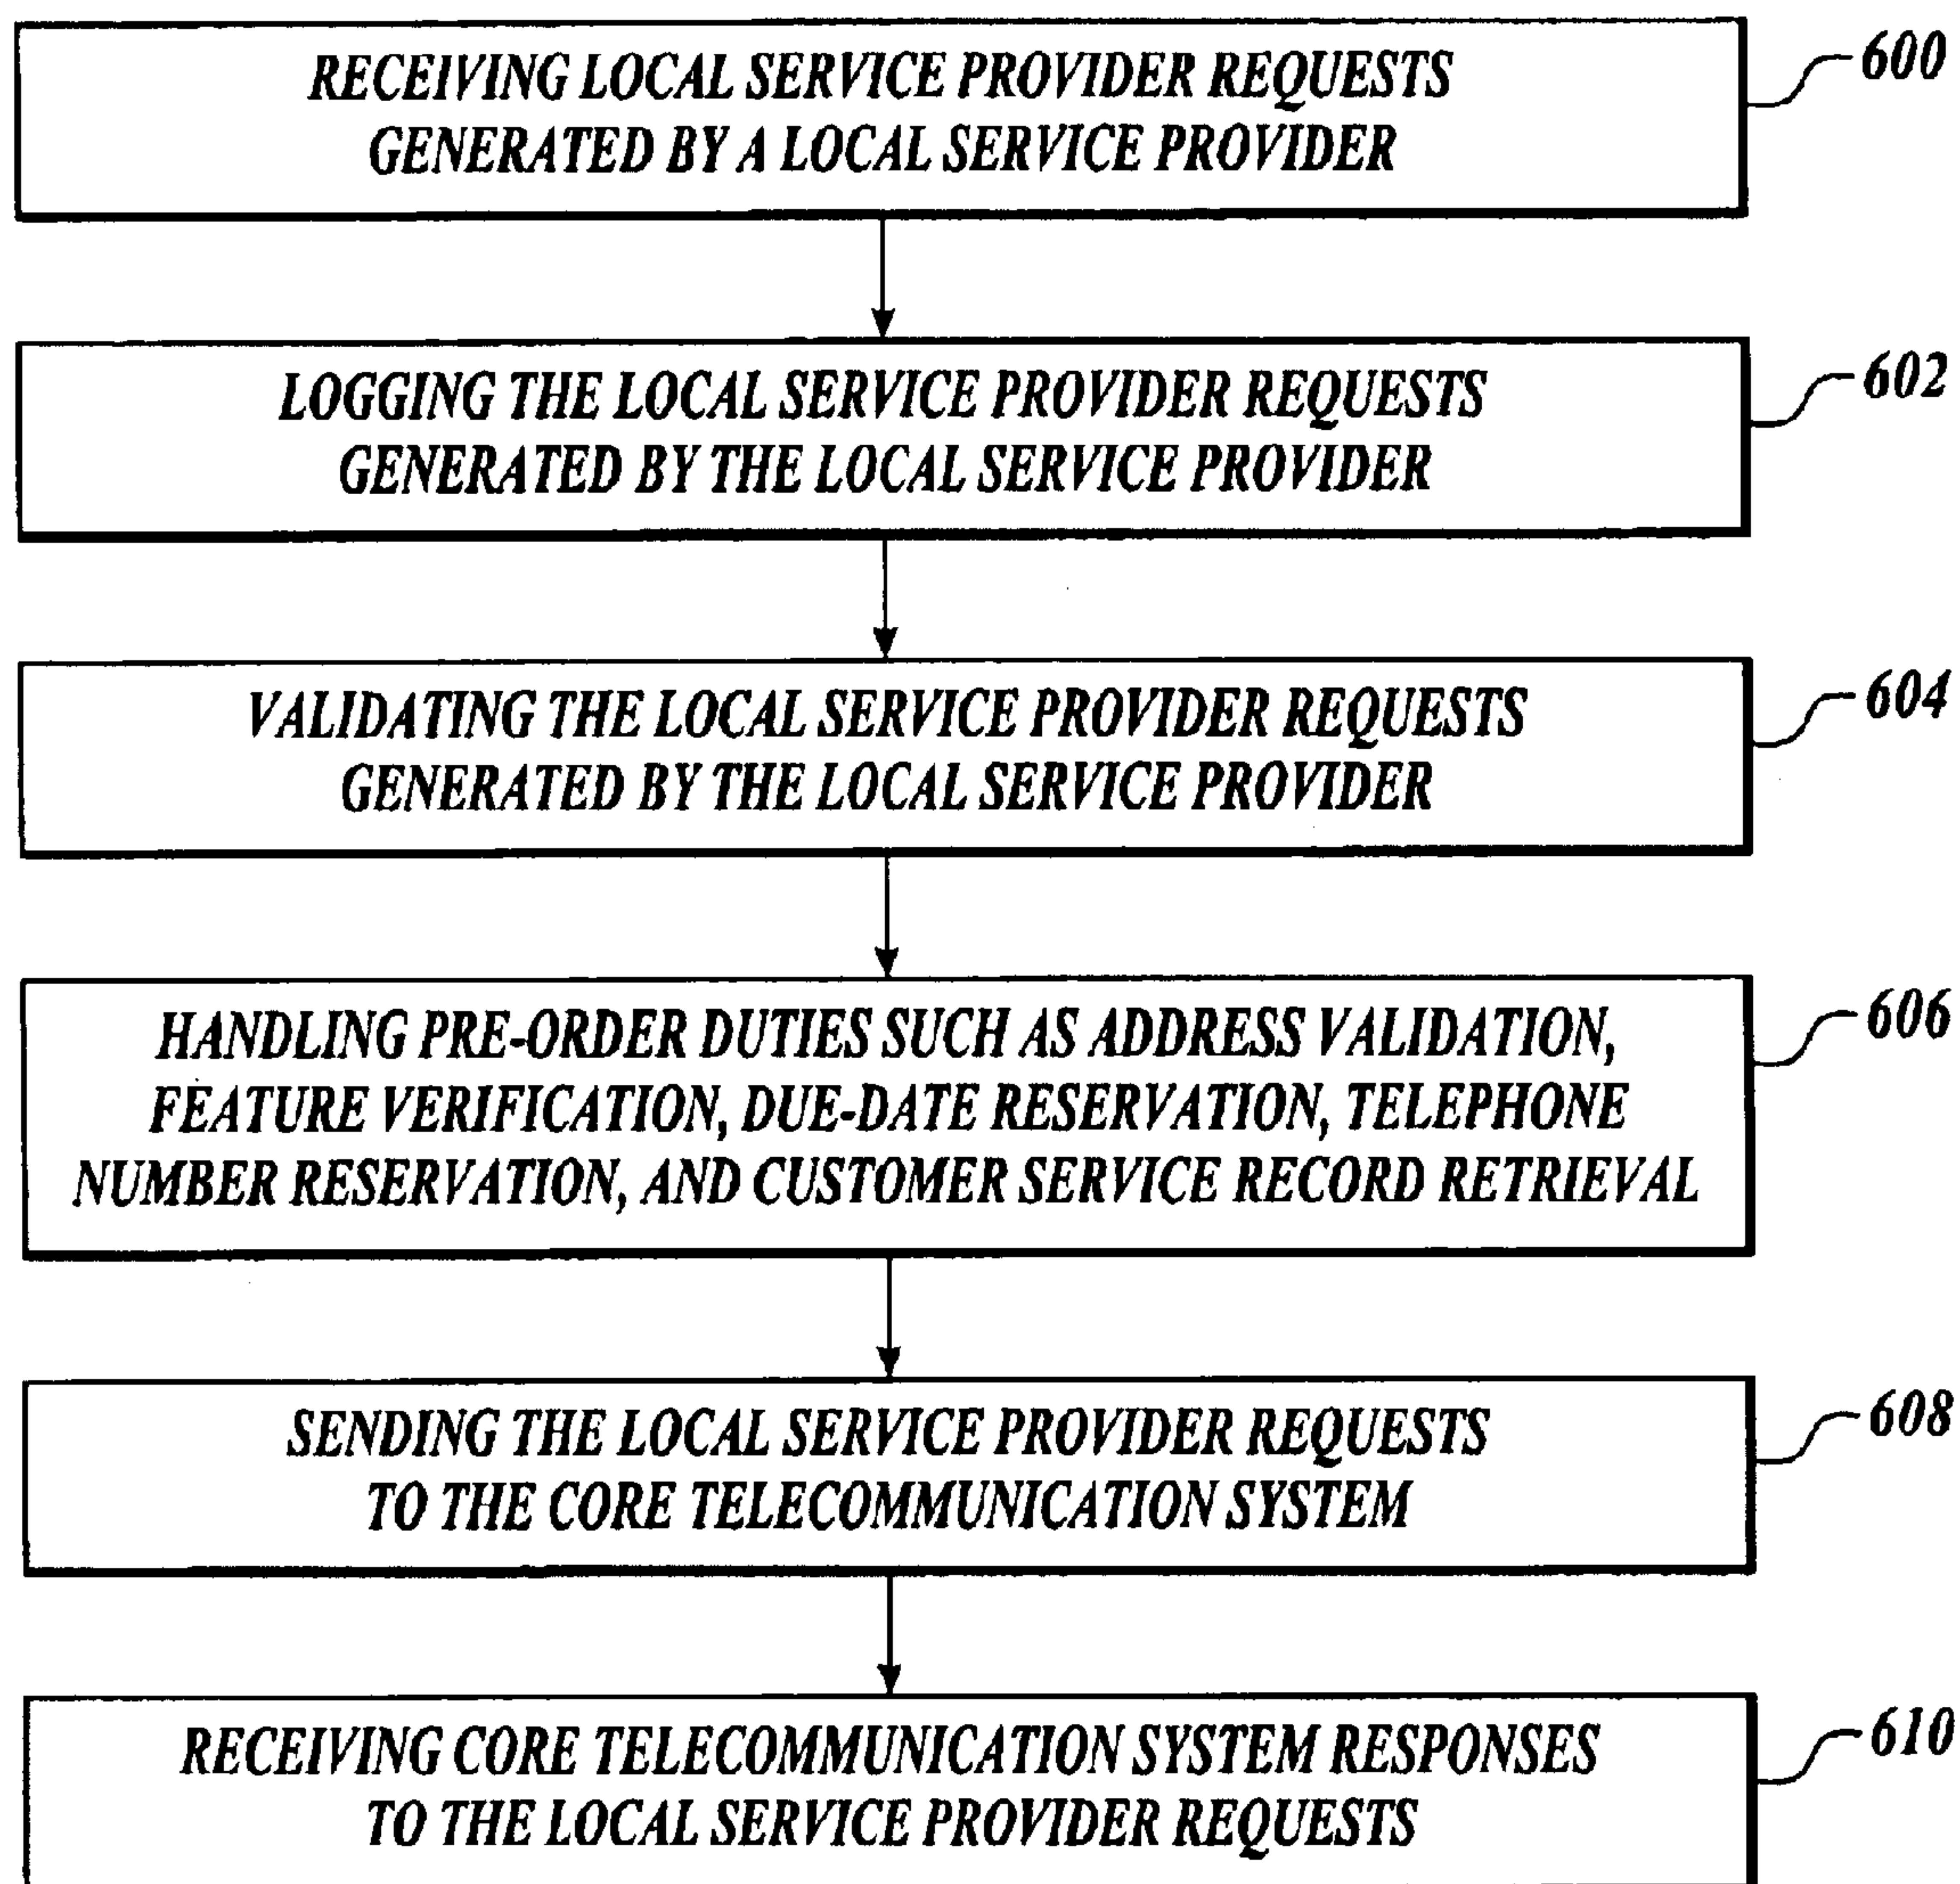 RECEIVING LOCAL SERVICE PROVIDER REQUESTS
GENERATED BY A LOCAL SERVICE PROVIDER
600
LOGGING THE LOCAL SERVICE PROVIDER REQUESTS
GENERATED BY THE LOCAL SERVICE PROVIDER
602
VALIDATING THE LOCAL SERVICE PROVIDER REQUESTS
GENERATED BY THE LOCAL SERVICE PROVIDER
604
HANDLING PRE-ORDER DUTIES SUCH AS ADDRESS VALIDATION,
FEATURE VERIFICATION, DUE-DATE RESERVATION, TELEPHONE
NUMBER RESERVATION, AND CUSTOMER SERVICE RECORD RETRIEVAL
606
SENDING THE LOCAL SERVICE PROVIDER REQUESTS
TO THE CORE TELECOMMUNICATION SYSTEM
608
RECEIVING CORE TELECOMMUNICATION SYSTEM RESPONSES
TO THE LOCAL SERVICE PROVIDER REQUESTS
610